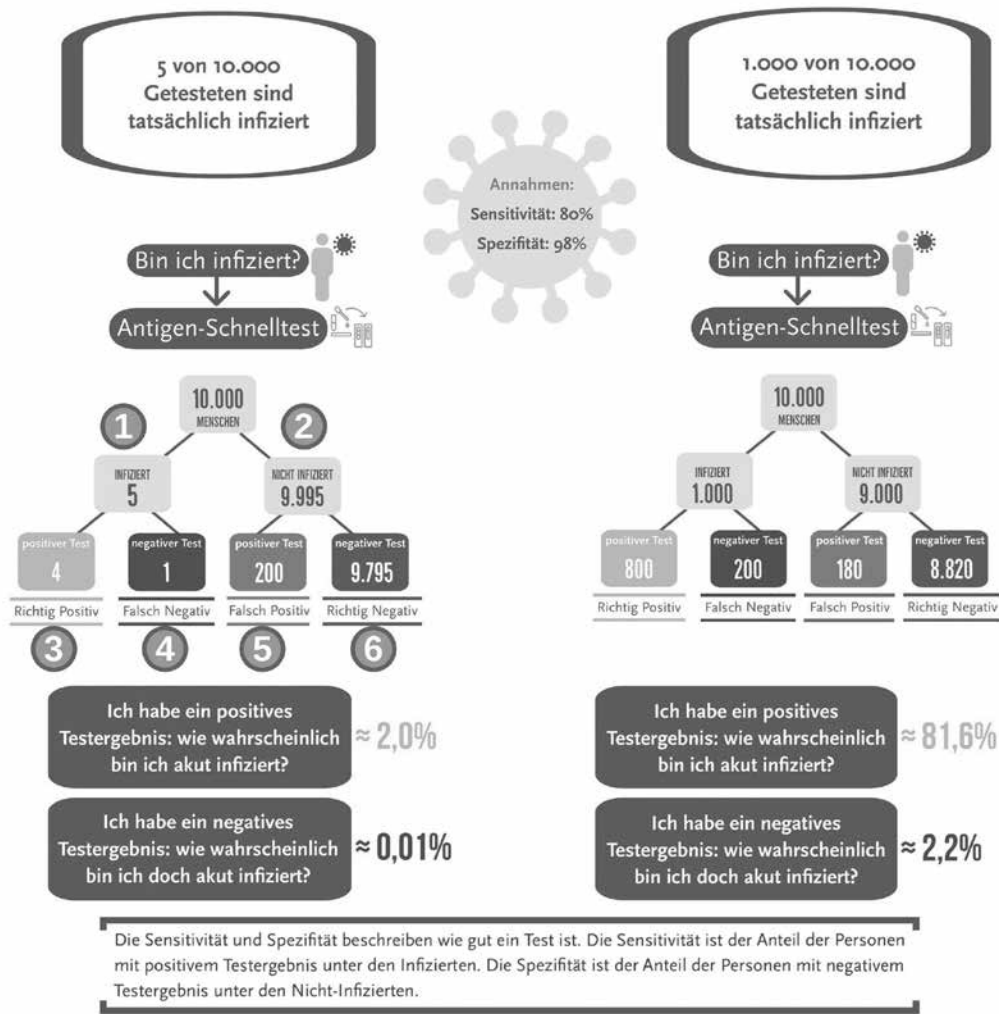 5 von 10.000
Getesteten sind
tatsächlich infiziert
1.000 von 10.000
Getesteten sind
tatsächlich infiziert
Annahmen:
Sensitivität: 80%
Spezifität: 98%
Bin ich infiziert?
Antigen-Schnelltest
Bin ich infiziert?
Antigen-Schnelltest
10.000
MENSCHEN
1
2
INFIZIERT
5
NICHT INFIZIERT
9.995
positiver Test
4
negativer Test
1
positiver Test
200
negativer Test
9.795
Richtig Positiv
Falsch Negativ
Falsch Positiv
Richtig Negativ
3
4
5
6
10.000
MENSCHEN
INFIZIERT
1.000
NICHT INFIZIERT
9.000
positiver Test
800
negativer Test
200
positiver Test
180
negativer Test
8.820
Richtig Positiv
Falsch Negativ
Falsch Positiv
Richtig Negativ
Ich habe ein positives
Testergebnis: wie wahrscheinlich
bin ich akut infiziert?
≈ 2,0%
Ich habe ein negatives
Testergebnis: wie wahrscheinlich
bin ich doch akut infiziert?
≈ 0,01%
Ich habe ein positives
Testergebnis: wie wahrscheinlich
bin ich akut infiziert?
≈ 81,6%
Ich habe ein negatives
Testergebnis: wie wahrscheinlich
bin ich doch akut infiziert?
≈ 2,2%
Die Sensitivität und Spezifität beschreiben wie gut ein Test ist. Die Sensitivität ist der Anteil der Personen
mit positivem Testergebnis unter den Infizierten. Die Spezifität ist der Anteil der Personen mit negativem
Testergebnis unter den Nicht-Infizierten.